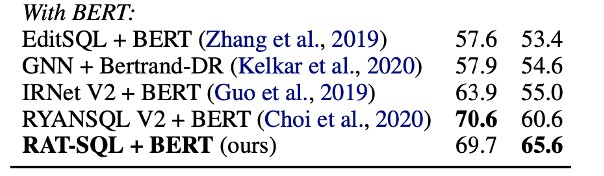 With BERT:
EditSQL + BERT (Zhang et al., 2019) 57.6 53.4
GNN + Bertrand-DR (Kelkar et al., 2020) 57.9 54.6
IRNet V2 + BERT (Guo et al., 2019) 63.9 55.0
RYANSQL V2 + BERT (Choi et al., 2020) 70.6 60.6
RAT-SQL + BERT (ours) 69.7 65.6